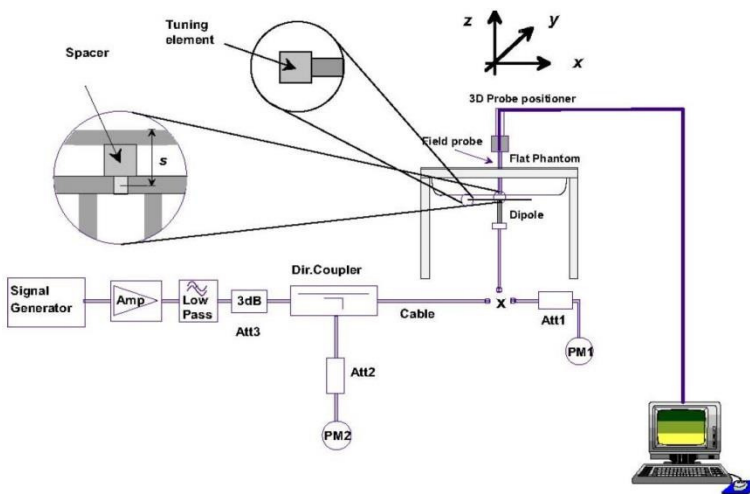 Tuning
element
Spacer
s
z
y
x
3D Probe positioner
Field probe
Flat Phantom
Dipole
Signal
Generator
Amp
Low
Pass
3dB
Att3
Dir.Coupler
Cable
x
Att1
PM1
Att2
PM2